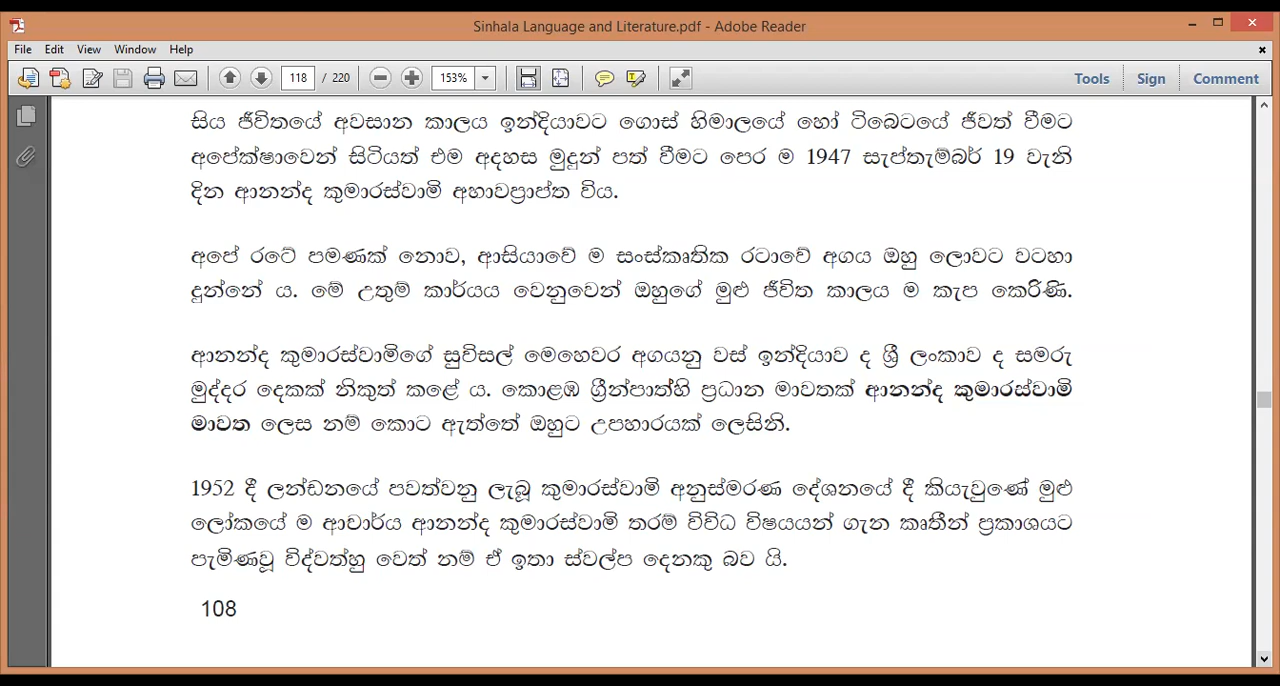 Sinhala Language and Literature.pdf - Adobe Reader
File Edit View Window Help
118 / 220 153% Tools Sign Comment
සිය ජීවිතයේ අවසාන කාලය ඉන්දියාවට ගොස් හිමාලයේ හෝ ටිබෙටයේ ජීවත් වීමට
අපේක්ෂාවෙන් සිටියත් එම අදහස මුදුන් පත් වීමට පෙර ම 1947 සැප්තැම්බර් 19 වැනි
දින ආනන්ද කුමාරස්වාමි අභාවප්‍රාප්ත විය.
අපේ රටේ පමණක් නොව, ආසියාවේ ම සංස්කෘතික රටාවේ අගය ඔහු ලොවට වටහා
දුන්නේ ය. මේ උතුම් කාර්යය වෙනුවෙන් ඔහුගේ මුළු ජීවිත කාලය ම කැප කෙරිණි.
ආනන්ද කුමාරස්වාමිගේ සුවිසල් මෙහෙවර අගයනු වස් ඉන්දියාව ද ශ්‍රී ලංකාව ද සමරු
මුද්දර දෙකක් නිකුත් කළේ ය. කොළඹ ග්‍රීන්පාත්හි ප්‍රධාන මාවතක් ආනන්ද කුමාරස්වාමි
මාවත ලෙස නම් කොට ඇත්තේ ඔහුට උපහාරයක් ලෙසිනි.
1952 දී ලන්ඩනයේ පවත්වනු ලැබූ කුමාරස්වාමි අනුස්මරණ දේශනයේ දී කියැවුණේ මුළු
ලෝකයේ ම ආචාර්ය ආනන්ද කුමාරස්වාමි තරම් විවිධ විෂයයන් ගැන කෘතීන් ප්‍රකාශයට
පැමිණවූ විද්වත්හු වෙත් නම් ඒ ඉතා ස්වල්ප දෙනකු බව යි.
108